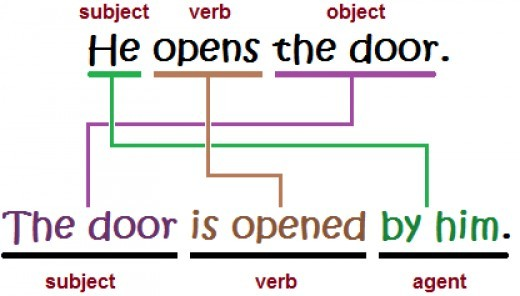 subject verb object
He opens the door.
The door is opened by him.
subject verb agent